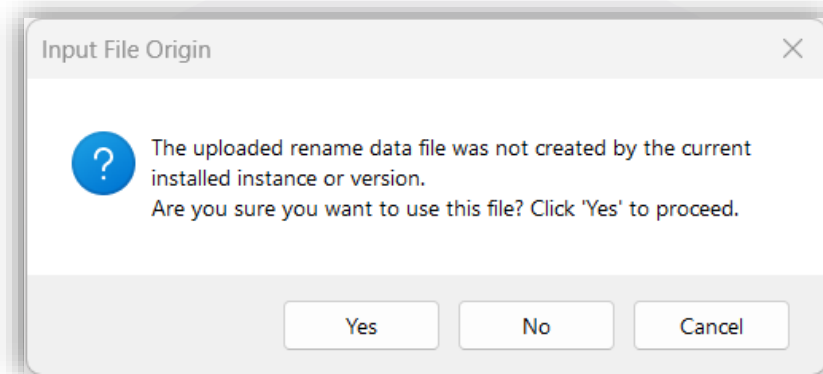 Input File Origin
The uploaded rename data file was not created by the current
installed instance or version.
Are you sure you want to use this file? Click 'Yes' to proceed.
Yes
No
Cancel